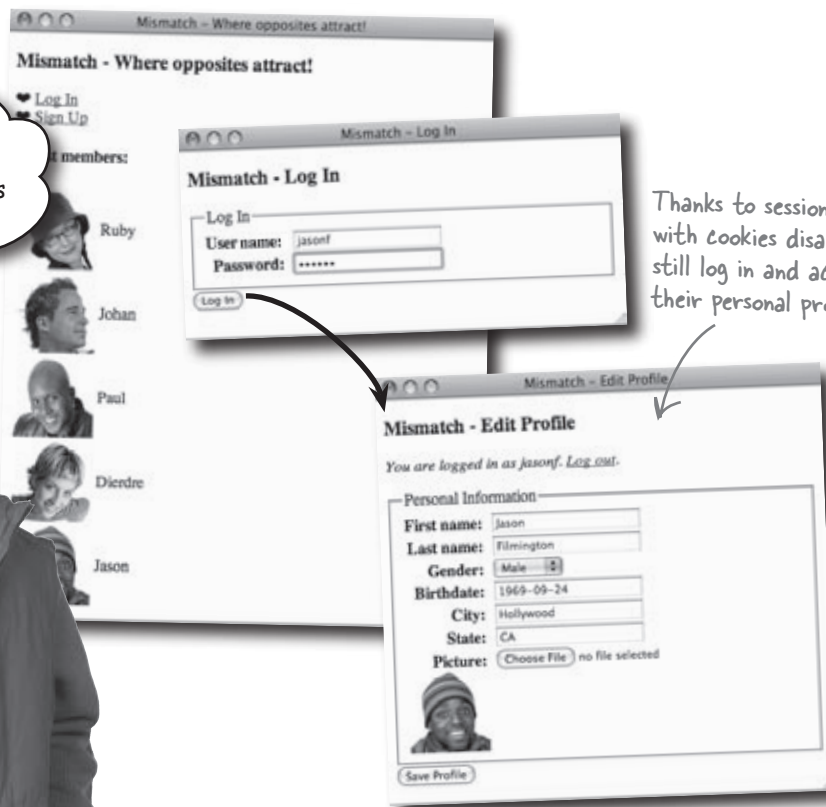 Mismatch – Where opposites attract!
Mismatch - Where opposites attract!
❤ Log In
❤ Sign Up
members:
Ruby
Johan
Paul
Dierdre
Jason
s
Mismatch – Log In
Mismatch - Log In
Log In
User name: jasonf
Password: ••••••
Log In
Thanks to session
with cookies
still log in and
their personal
Mismatch – Edit Profile
Mismatch - Edit Profile
You are logged in as jasonf. Log out.
Personal Information
First name: Jason
Last name: Filmington
Gender: Male
Birthdate: 1969-09-24
City: Hollywood
State: CA
Picture: Choose File no file selected
Save Profile